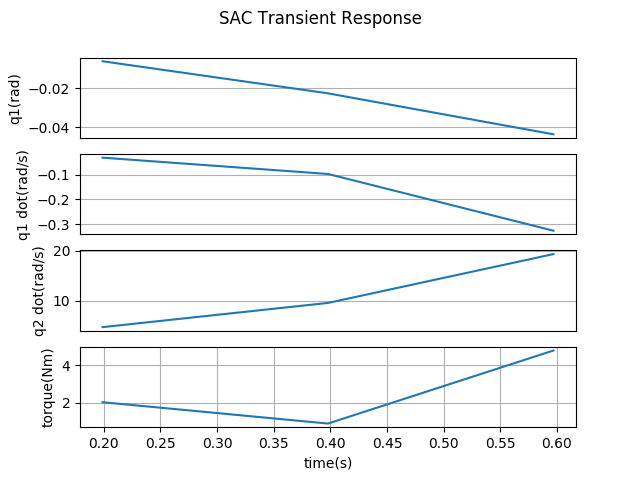 SAC Transient Response
q1(rad)
−0.02
−0.04
q1 dot(rad/s)
−0.1
−0.2
−0.3
q2 dot(rad/s)
20
10
torque(Nm)
4
2
0.20 0.25 0.30 0.35 0.40 0.45 0.50 0.55 0.60
time(s)